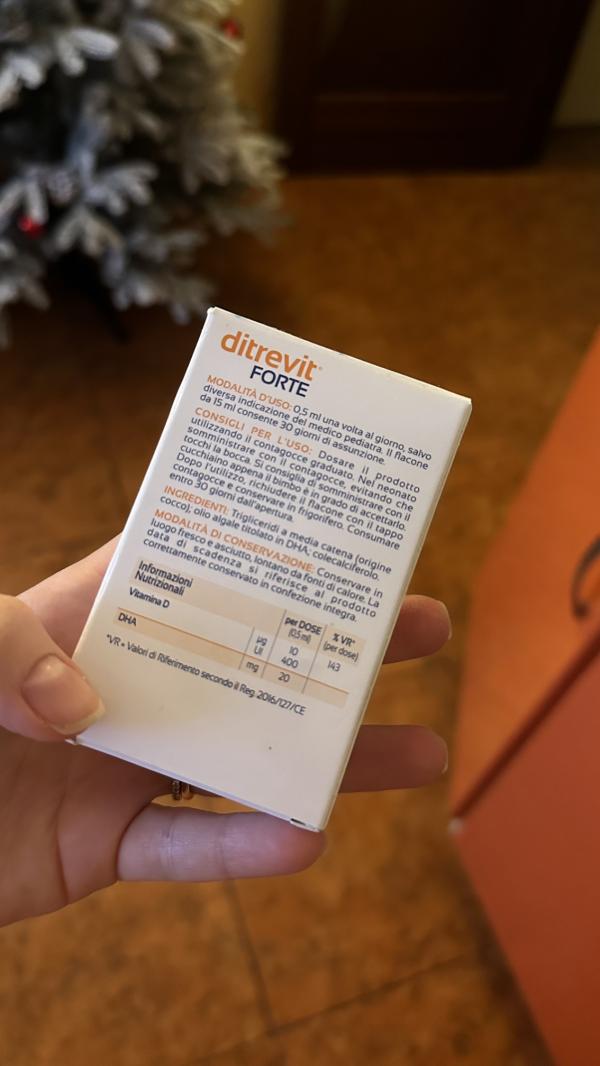 ditrevit®
FORTE
MODALITÀ D'USO: 0,5 ml una volta al giorno, salvo
diversa indicazione del medico pediatra. Il flacone
da 15 ml consente 30 giorni di assunzione.
CONSIGLI PER L'USO: Dosare il prodotto
utilizzando il contagocce graduato. Nel neonato
somministrare con il contagocce, evitando che
tocchi la bocca. Si consiglia di somministrare con il
cucchiaino appena il bimbo è in grado di accettarlo.
Dopo l'utilizzo, richiudere il flacone con il tappo
contagocce e conservare in frigorifero. Consumare
entro 30 giorni dall'apertura.
INGREDIENTI: Trigliceridi a media catena (origine
cocco); olio algale titolato in DHA; colecalciferolo.
MODALITÀ DI CONSERVAZIONE: Conservare in
luogo fresco e asciutto, lontano da fonti di calore. La
data di scadenza si riferisce al prodotto
correttamente conservato in confezione integra.
Informazioni
Nutrizionali
per DOSE
(0,5 ml)
% VR*
(per dose)
Vitamina D
µg 10
UI 400
143
DHA mg 20
*VR = Valori di Riferimento secondo il Reg. 2016/127/CE